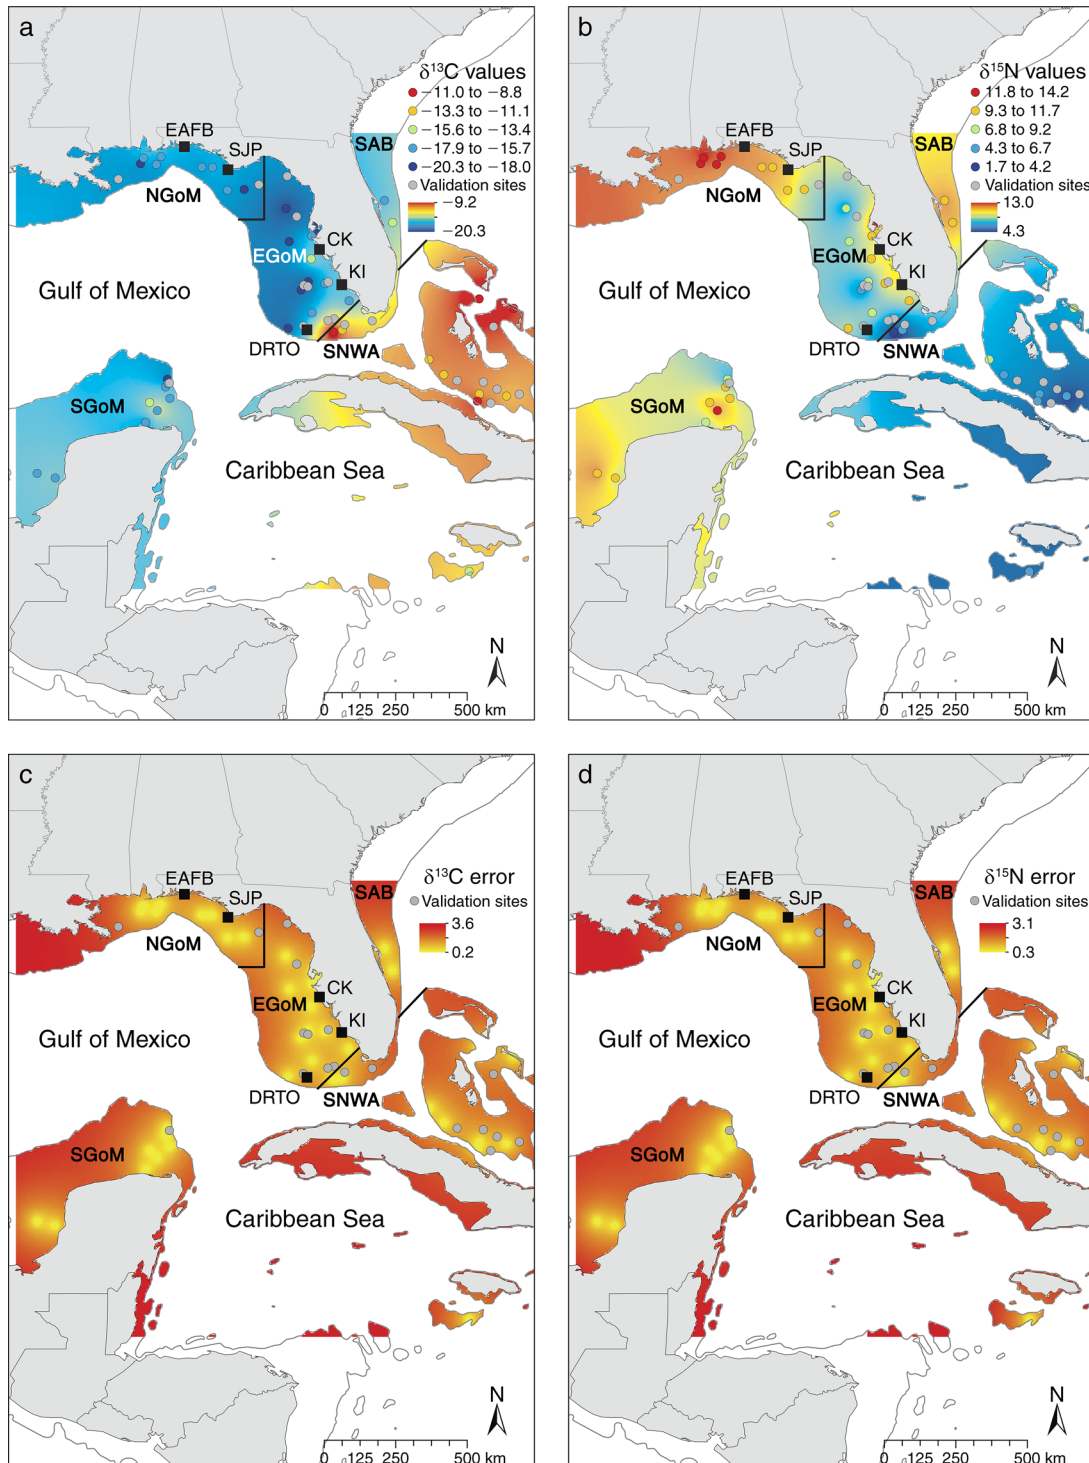 a
δ13C values
−11.0 to −8.8
−13.3 to −11.1
−15.6 to −13.4
−17.9 to −15.7
−20.3 to −18.0
Validation sites
−9.2
−20.3
EAFB
SJP
SAB
NGoM
CK
EGoM
KI
Gulf of Mexico
DRTO
SNWA
SGoM
Caribbean Sea
N
0 125 250 500 km
b
δ15N values
11.8 to 14.2
9.3 to 11.7
6.8 to 9.2
4.3 to 6.7
1.7 to 4.2
Validation sites
13.0
4.3
EAFB
SJP
SAB
NGoM
CK
EGoM
KI
Gulf of Mexico
DRTO
SNWA
SGoM
Caribbean Sea
N
0 125 250 500 km
c
δ13C error
Validation sites
3.6
0.2
EAFB
SJP
SAB
NGoM
CK
EGoM
KI
Gulf of Mexico
DRTO
SNWA
SGoM
Caribbean Sea
N
0 125 250 500 km
d
δ15N error
Validation sites
3.1
0.3
EAFB
SJP
SAB
NGoM
CK
EGoM
KI
Gulf of Mexico
DRTO
SNWA
SGoM
Caribbean Sea
N
0 125 250 500 km